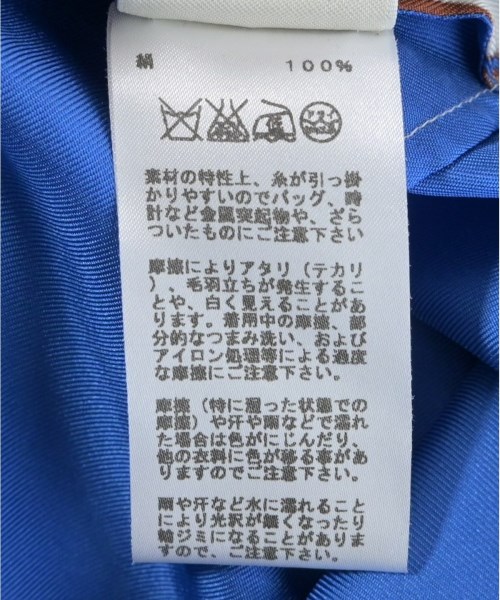 絹 100%
素材の特性上、糸が引っ掛
かりやすいのでバッグ、時
計など金属突起物や、ざら
ついたものにご注意下さい
摩擦によりアタリ(テカリ
)、毛羽立ちが発生するこ
とや、白く見えることがあ
ります。着用中の摩擦、部
分的なつまみ洗い、および
アイロン処理等による過度
な摩擦にご注意下さい。
摩擦(特に湿った状態での
摩擦)や汗や雨などで濡れ
た場合は色がにじんだり、
他の衣料に色が移る事があ
りますのでご注意下さい。
雨や汗など水に濡れること
により光沢が無くなったり
輪ジミになることがありま
すので、ご注意下さい。